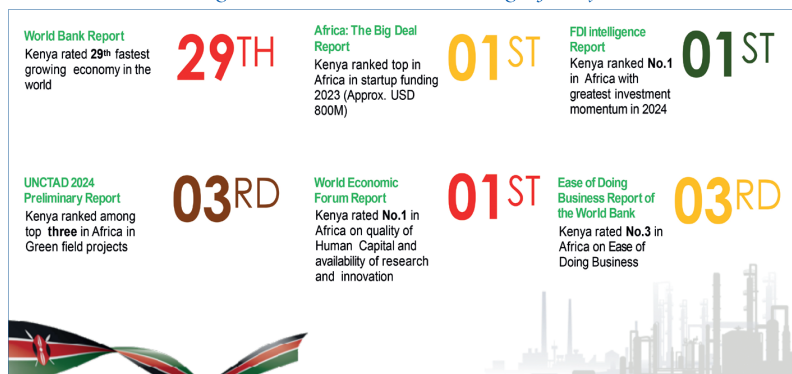 World Bank Report
Kenya rated 29th fastest
growing economy in the
world
29TH
Africa: The Big Deal
Report
Kenya ranked top in
Africa in startup funding
2023 (Approx. USD
800M)
01ST
FDI intelligence
Report
Kenya ranked No.1
in Africa with
greatest investment
momentum in 2024
01ST
UNCTAD 2024
Preliminary Report
Kenya ranked among
top three in Africa in
Green field projects
03RD
World Economic
Forum Report
Kenya rated No.1 in
Africa on quality of
Human Capital and
availability of research
and innovation
01ST
Ease of Doing
Business Report of
the World Bank
Kenya rated No.3 in
Africa on Ease of
Doing Business
03RD